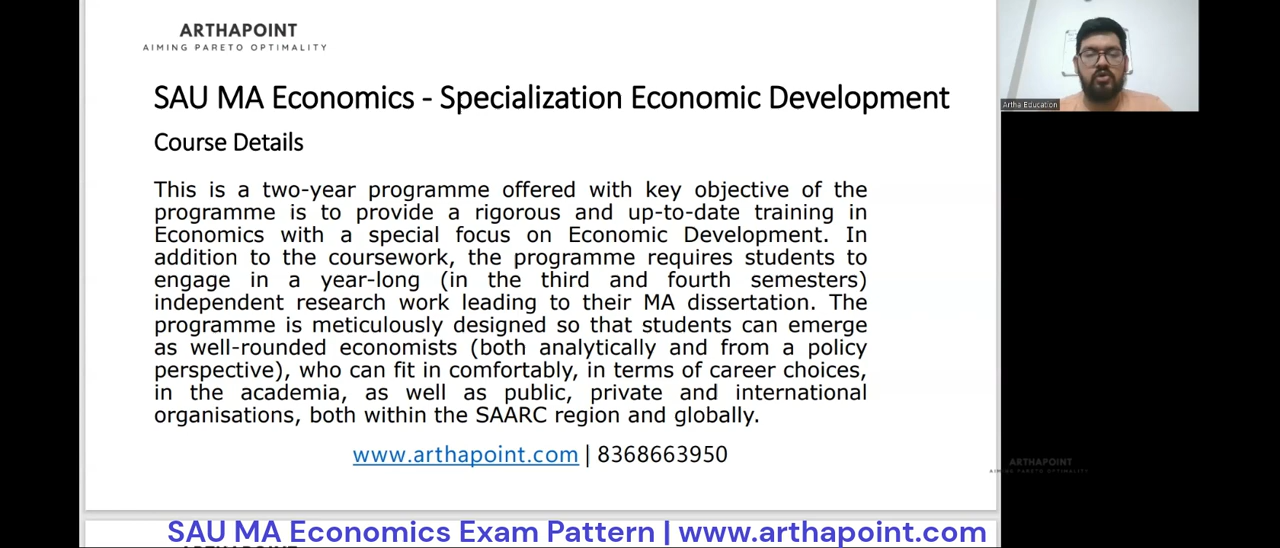 ARTHAPOINT
AIMING PARETO OPTIMALITY
SAU MA Economics - Specialization Economic Development
Course Details
This is a two-year programme offered with key objective of the
programme is to provide a rigorous and up-to-date training in
Economics with a special focus on Economic Development. In
addition to the coursework, the programme requires students to
engage in a year-long (in the third and fourth semesters)
independent research work leading to their MA dissertation. The
programme is meticulously designed so that students can emerge
as well-rounded economists (both analytically and from a policy
perspective), who can fit in comfortably, in terms of career choices,
in the academia, as well as public, private and international
organisations, both within the SAARC region and globally.
www.arthapoint.com | 8368663950
Artha Education
ARTHAPOINT
AIMING PARETO OPTIMALITY
SAU MA Economics Exam Pattern | www.arthapoint.com